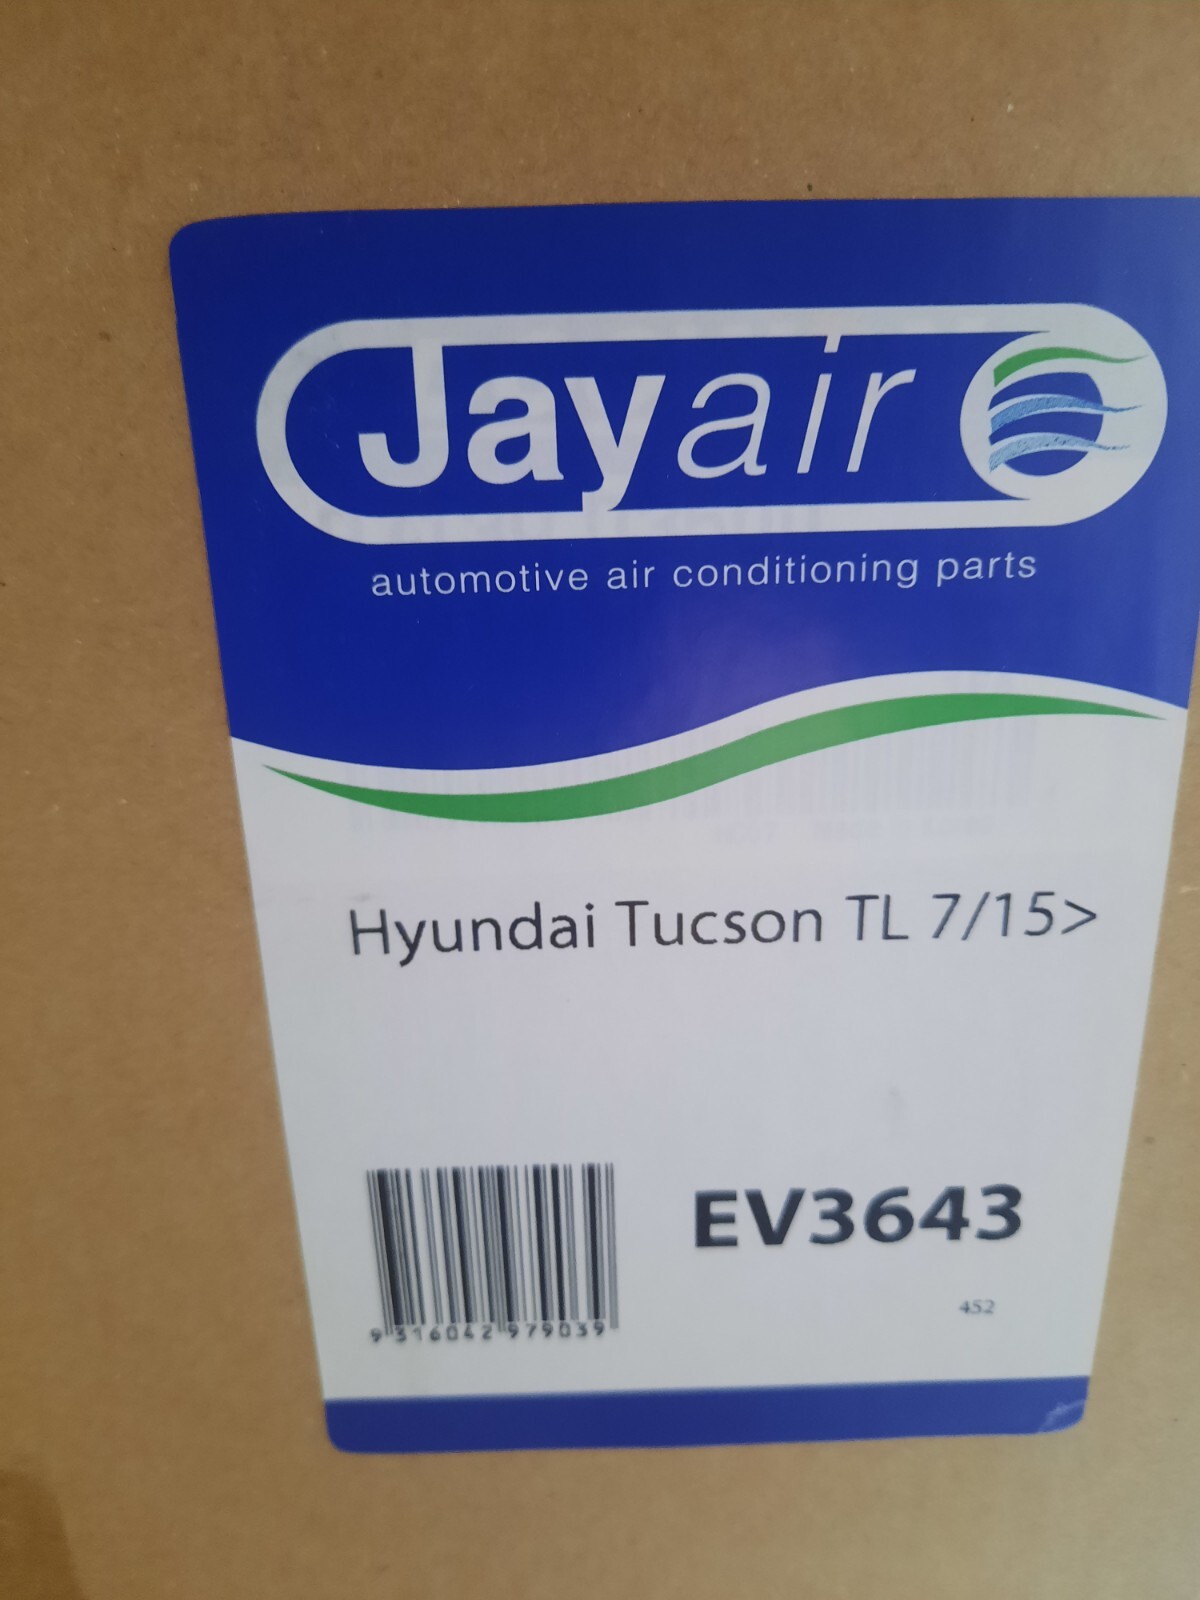 Jayair
automotive air conditioning parts
Hyundai Tucson TL 7/15>
EV3643
452
9 316042 979039